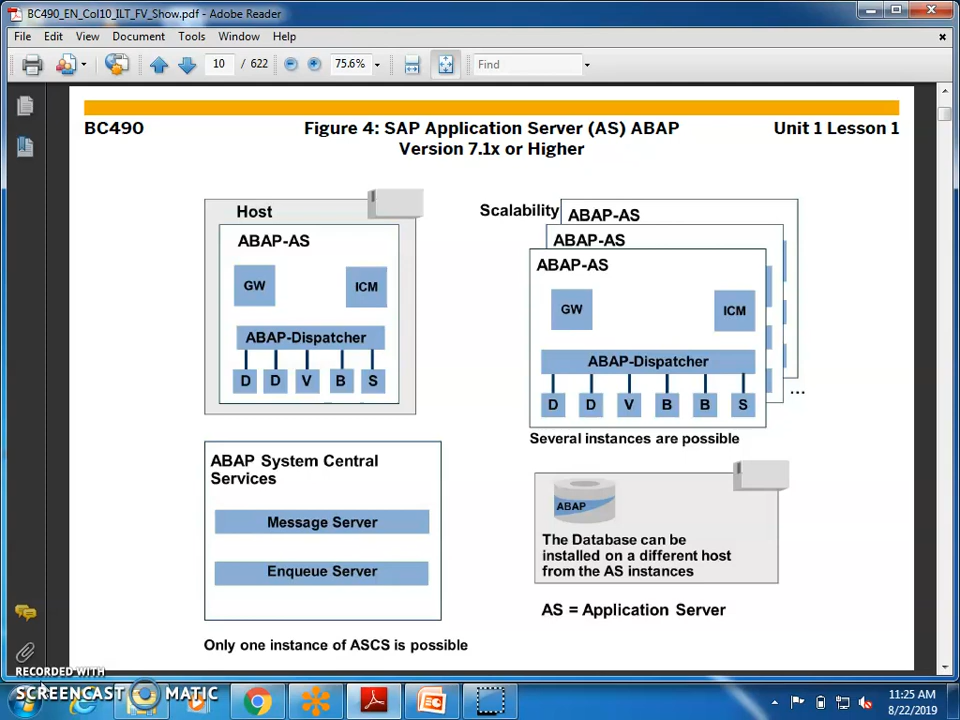 BC490_EN_Col10_ILT_FV_Show.pdf - Adobe Reader
File Edit View Document Tools Window Help
10 / 622 75.6% Find
BC490 Figure 4: SAP Application Server (AS) ABAP Unit 1 Lesson 1
Version 7.1x or Higher
Host
ABAP-AS
GW ICM
ABAP-Dispatcher
D D V B S
Scalability ABAP-AS
ABAP-AS
ABAP-AS
GW ICM
ABAP-Dispatcher
D D V B B S
...
Several instances are possible
ABAP System Central
Services
Message Server
Enqueue Server
Only one instance of ASCS is possible
ABAP
The Database can be
installed on a different host
from the AS instances
AS = Application Server
RECORDED WITH
SCREENCAST MATIC
11:25 AM
8/22/2019